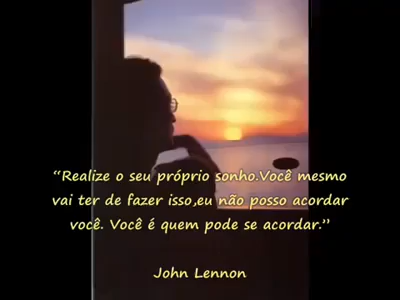 “Realize o seu próprio sonho.Você mesmo
vai ter de fazer isso,eu não posso acordar
você. Você é quem pode se acordar.”
John Lennon